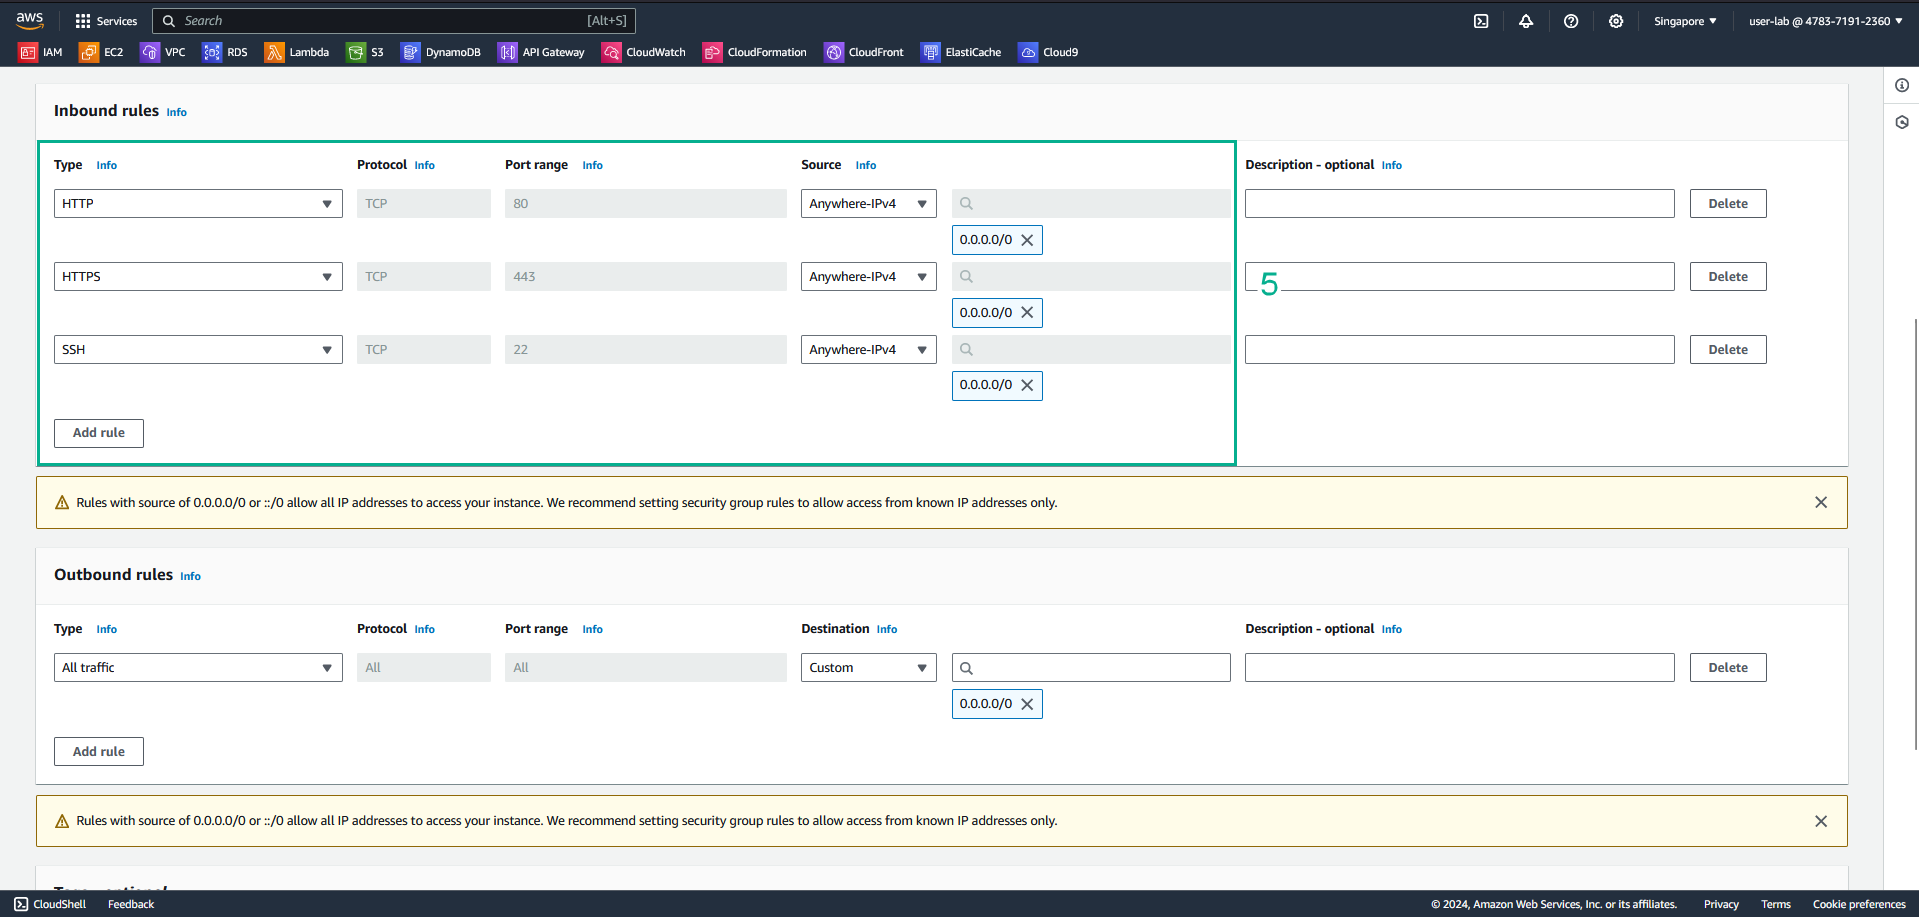 aws Services Search [Alt+S] Singapore ▼ user-lab @ 4783-7191-2360 ▼
IAM EC2 VPC RDS Lambda S3 DynamoDB API Gateway CloudWatch CloudFormation CloudFront ElastiCache Cloud9
Inbound rules Info
Type Info Protocol Info Port range Info Source Info Description - optional Info
HTTP TCP 80 Anywhere-IPv4 Delete
0.0.0.0/0
HTTPS TCP 443 Anywhere-IPv4 5 Delete
0.0.0.0/0
SSH TCP 22 Anywhere-IPv4 Delete
0.0.0.0/0
Add rule
Rules with source of 0.0.0.0/0 or ::/0 allow all IP addresses to access your instance. We recommend setting security group rules to allow access from known IP addresses only.
Outbound rules Info
Type Info Protocol Info Port range Info Destination Info Description - optional Info
All traffic All All Custom Delete
0.0.0.0/0
Add rule
Rules with source of 0.0.0.0/0 or ::/0 allow all IP addresses to access your instance. We recommend setting security group rules to allow access from known IP addresses only.
CloudShell Feedback © 2024, Amazon Web Services, Inc. or its affiliates. Privacy Terms Cookie preferences